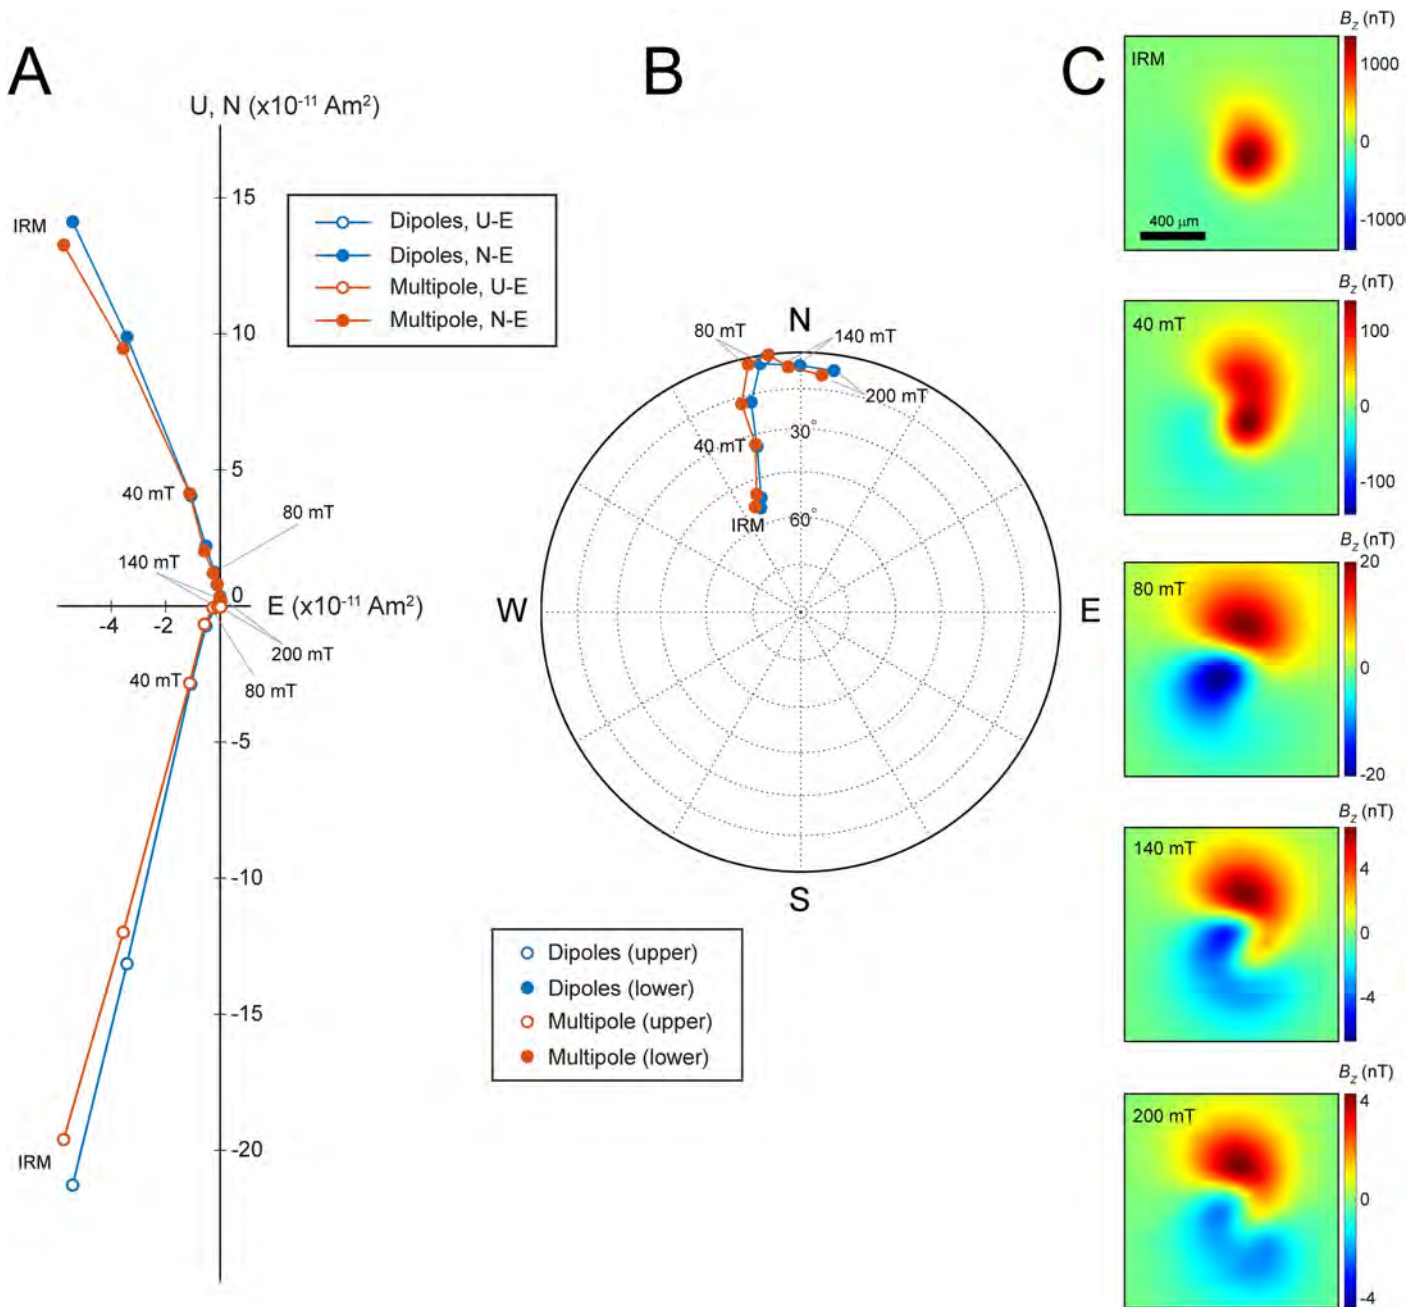 A
U, N (x10⁻¹¹ Am²)
15
IRM
10
5
40 mT
80 mT
140 mT
0
E (x10⁻¹¹ Am²)
-4
-2
200 mT
40 mT
80 mT
-5
-10
-15
-20
IRM
Dipoles, U-E
Dipoles, N-E
Multipole, U-E
Multipole, N-E
B
N
80 mT
140 mT
200 mT
30°
40 mT
IRM
60°
W
E
S
Dipoles (upper)
Dipoles (lower)
Multipole (upper)
Multipole (lower)
C
Bz (nT)
IRM
1000
0
400 μm
-1000
Bz (nT)
40 mT
100
0
-100
Bz (nT)
80 mT
20
0
-20
Bz (nT)
140 mT
4
0
-4
Bz (nT)
200 mT
4
0
-4